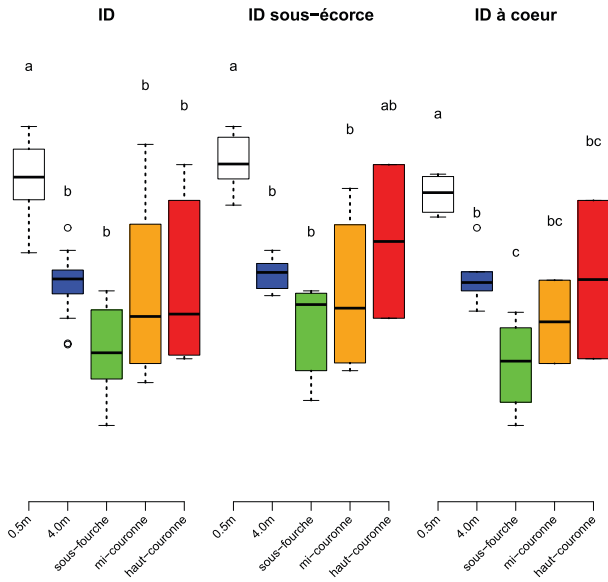 ID
ID sous−écorce
ID à coeur
a
b
b
b
b
a
b
b
b
ab
a
b
c
bc
bc
0.5m
4.0m
sous−fourche
mi−couronne
haut−couronne
0.5m
4.0m
sous−fourche
mi−couronne
haut−couronne
0.5m
4.0m
sous−fourche
mi−couronne
haut−couronne